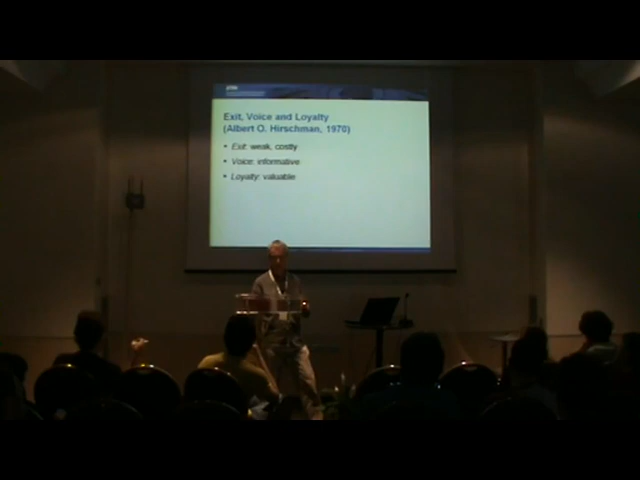 Exit, Voice and Loyalty
(Albert O. Hirschman, 1970)
• Exit: weak, costly
• Voice: informative
• Loyalty: valuable